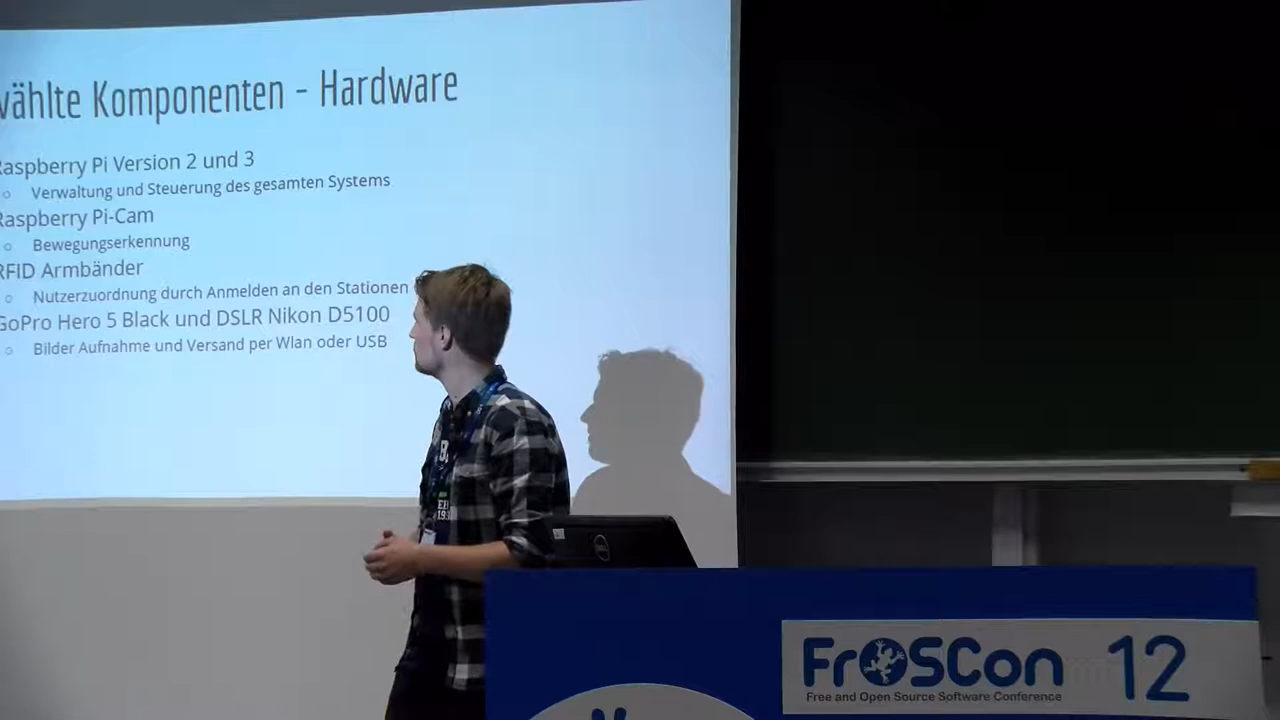 wählte Komponenten - Hardware
Raspberry Pi Version 2 und 3
Verwaltung und Steuerung des gesamten Systems
Raspberry Pi-Cam
Bewegungserkennung
RFID Armbänder
Nutzerzuordnung durch Anmelden an den Stationen
GoPro Hero 5 Black und DSLR Nikon D5100
Bilder Aufnahme und Versand per Wlan oder USB
DELL
FrOSCon 12
Free and Open Source Software Conference